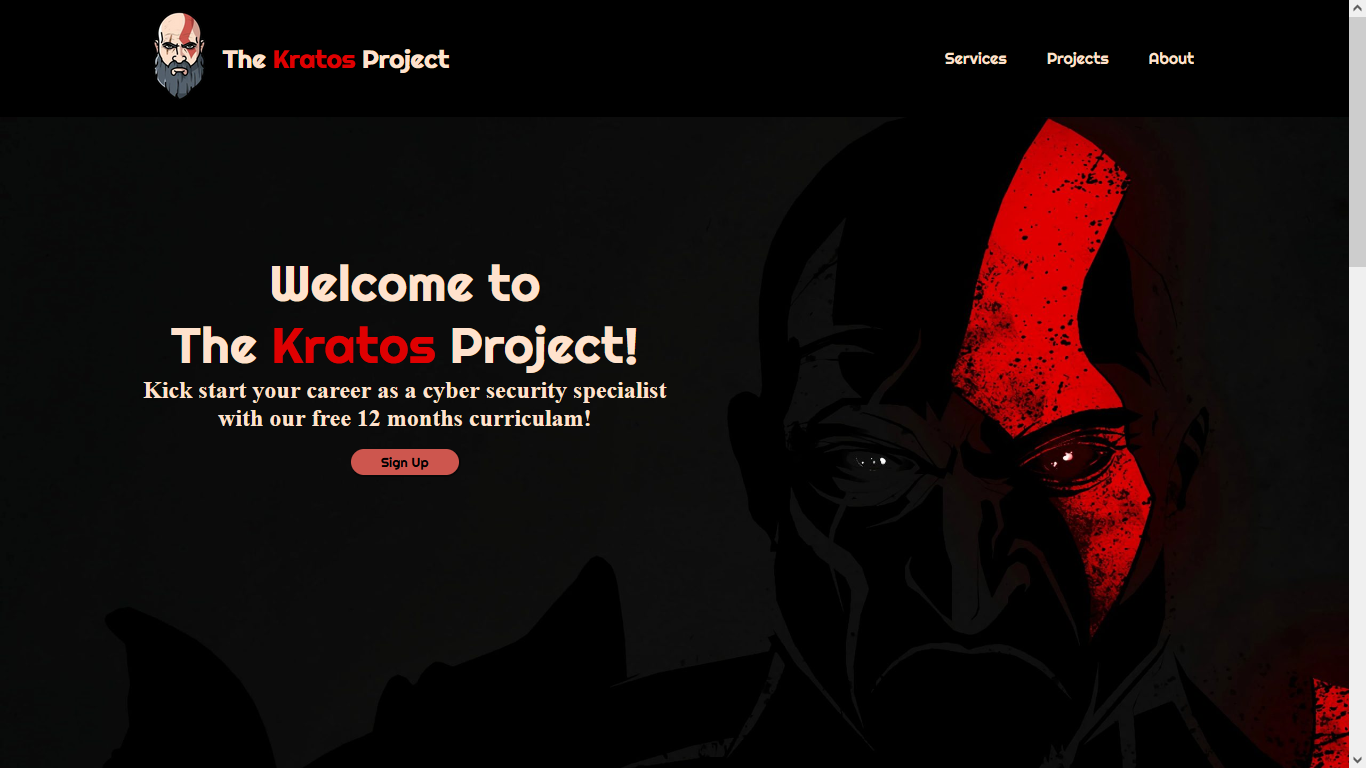 The Kratos Project
Services
Projects
About
Welcome to
The Kratos Project!
Kick start your career as a cyber security specialist
with our free 12 months curriculam!
Sign Up